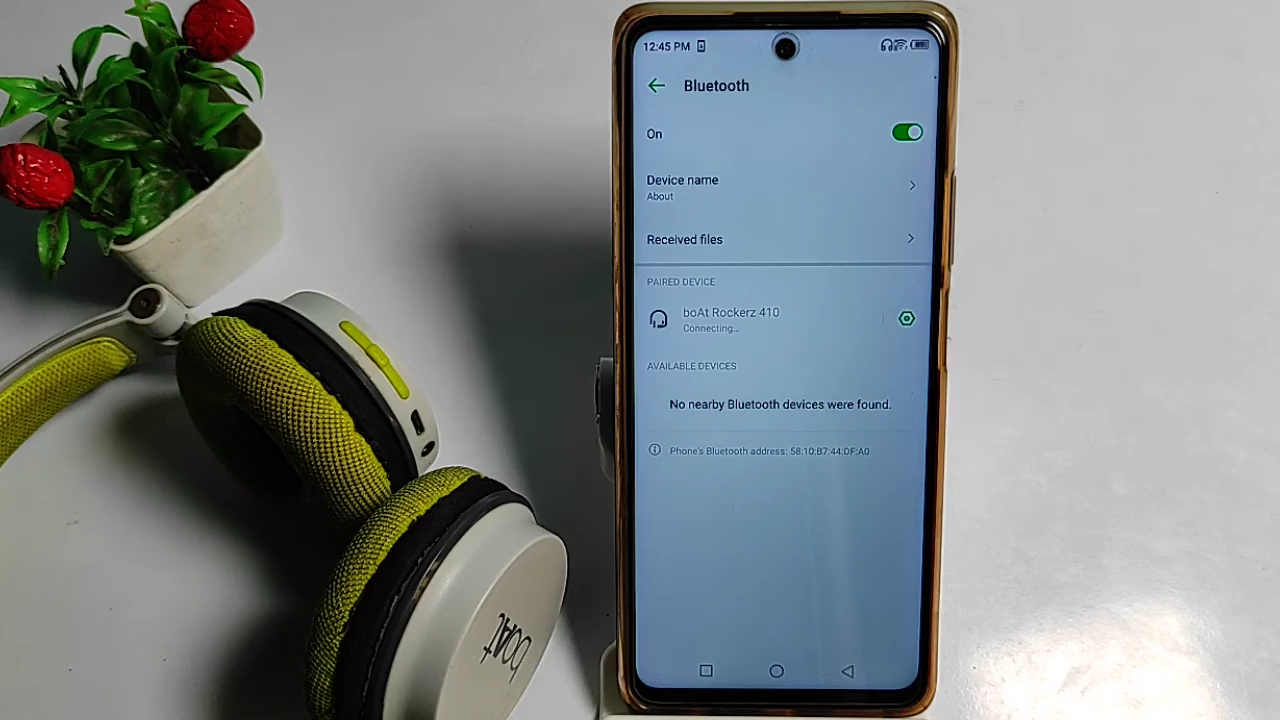 12:45 PM
Bluetooth
On
Device name
About
Received files
PAIRED DEVICE
boAt Rockerz 410
Connecting...
AVAILABLE DEVICES
No nearby Bluetooth devices were found.
Phone's Bluetooth address: 58:10:B7:44:DF:A0
boAt